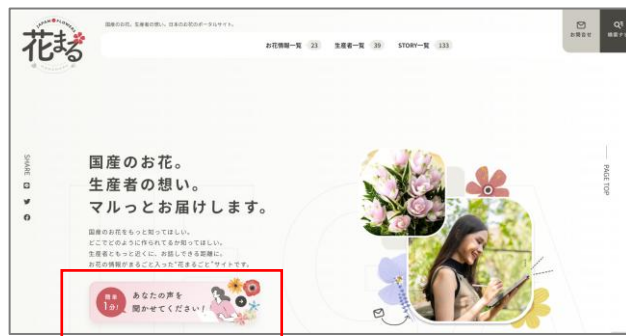 JAPAN FLOWERS
花まる
国産のお花、生産者の想い。日本のお花のポータルサイト。
お花情報一覧 23 生産者一覧 39 STORY一覧 133
お問合せ
SHARE
国産のお花。
生産者の想い。
マルっとお届けします。
国産のお花をもっと知ってほしい。
どこでどのように作られてるか知ってほしい。
生産者ともっと近くに、お話しできる距離に。
お花の情報がまるごと入った"花まるごと"サイトです。
簡単
1分!
あなたの声を
聞かせてください!
PAGE TOP